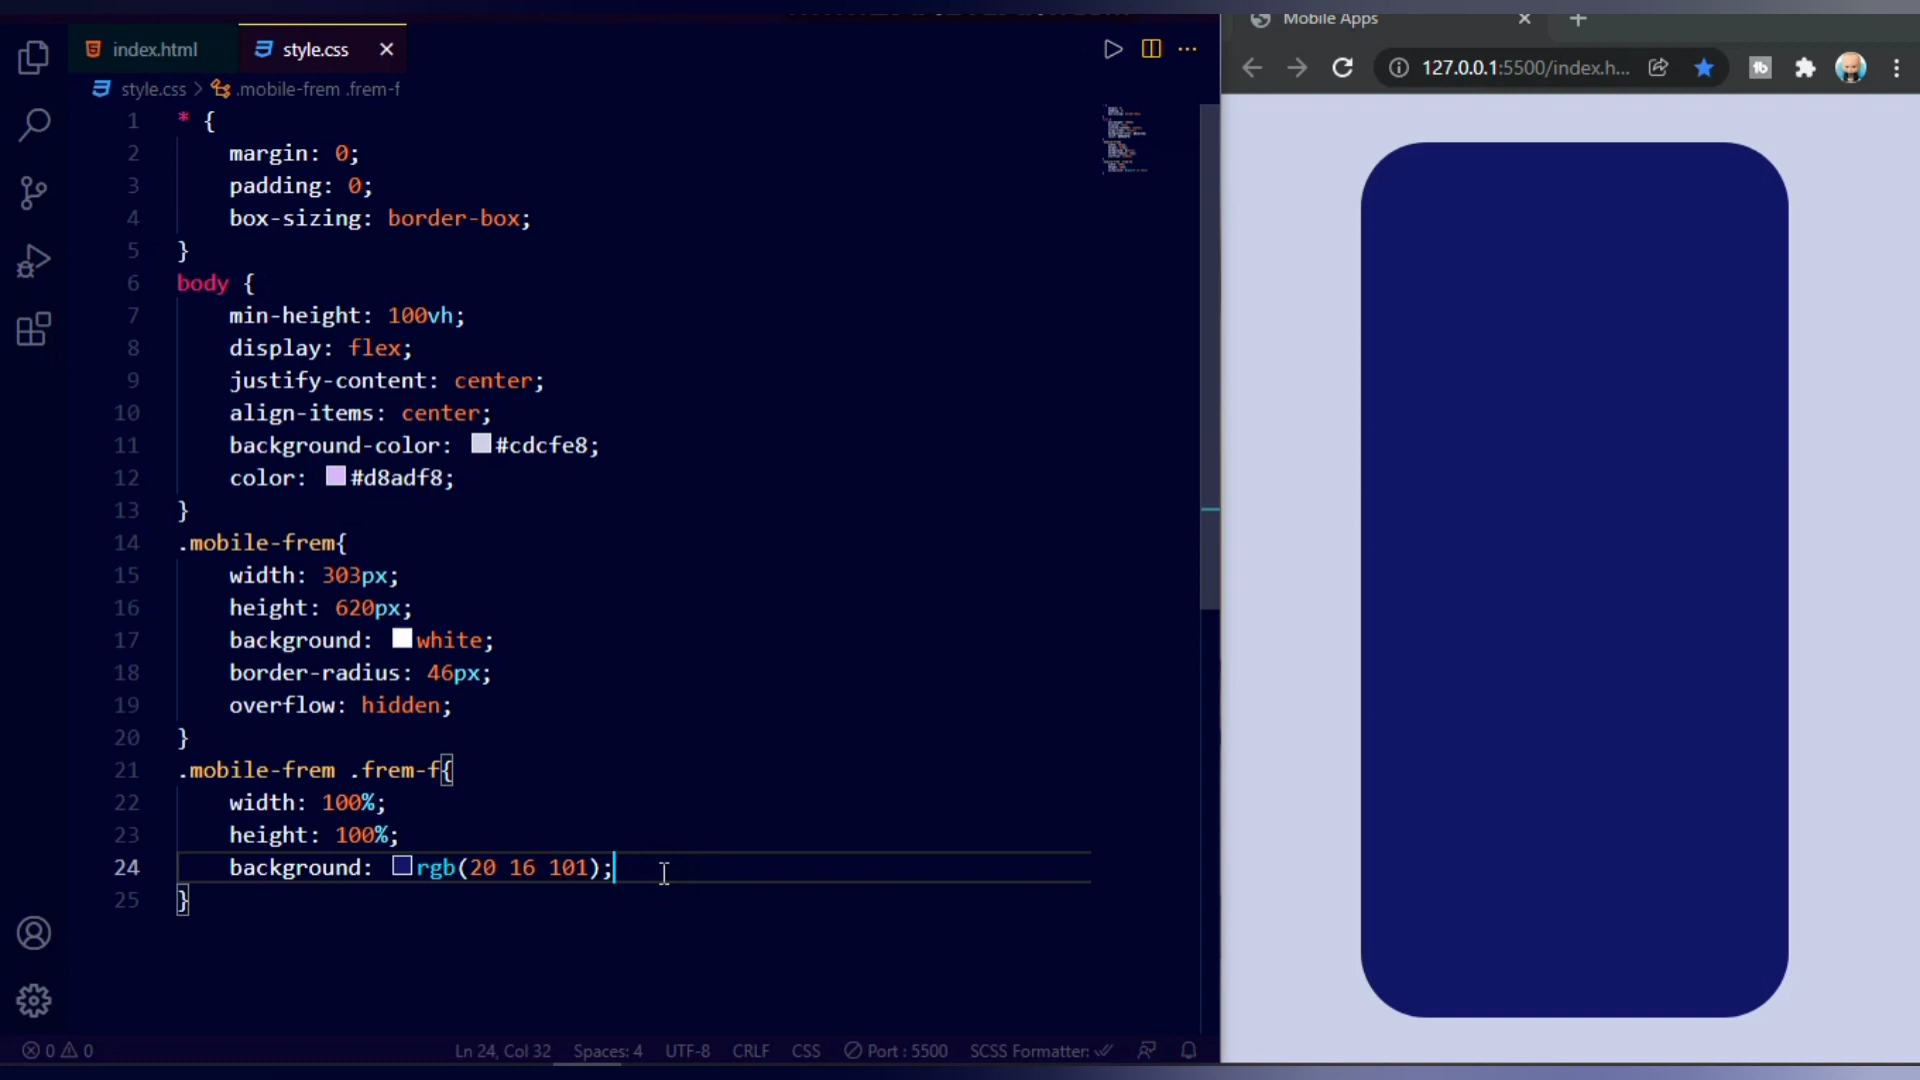 index.html
style.css
Mobile Apps
127.0.0.1:5500/index.h...
style.css > .mobile-frem .frem-f
1 * {
2 margin: 0;
3 padding: 0;
4 box-sizing: border-box;
5 }
6 body {
7 min-height: 100vh;
8 display: flex;
9 justify-content: center;
10 align-items: center;
11 background-color: #cdcfe8;
12 color: #d8adf8;
13 }
14 .mobile-frem{
15 width: 303px;
16 height: 620px;
17 background: white;
18 border-radius: 46px;
19 overflow: hidden;
20 }
21 .mobile-frem .frem-f{
22 width: 100%;
23 height: 100%;
24 background: rgb(20 16 101);
25 }
0 0 Ln 24, Col 32 Spaces: 4 UTF-8 CRLF CSS Port : 5500 SCSS Formatter: